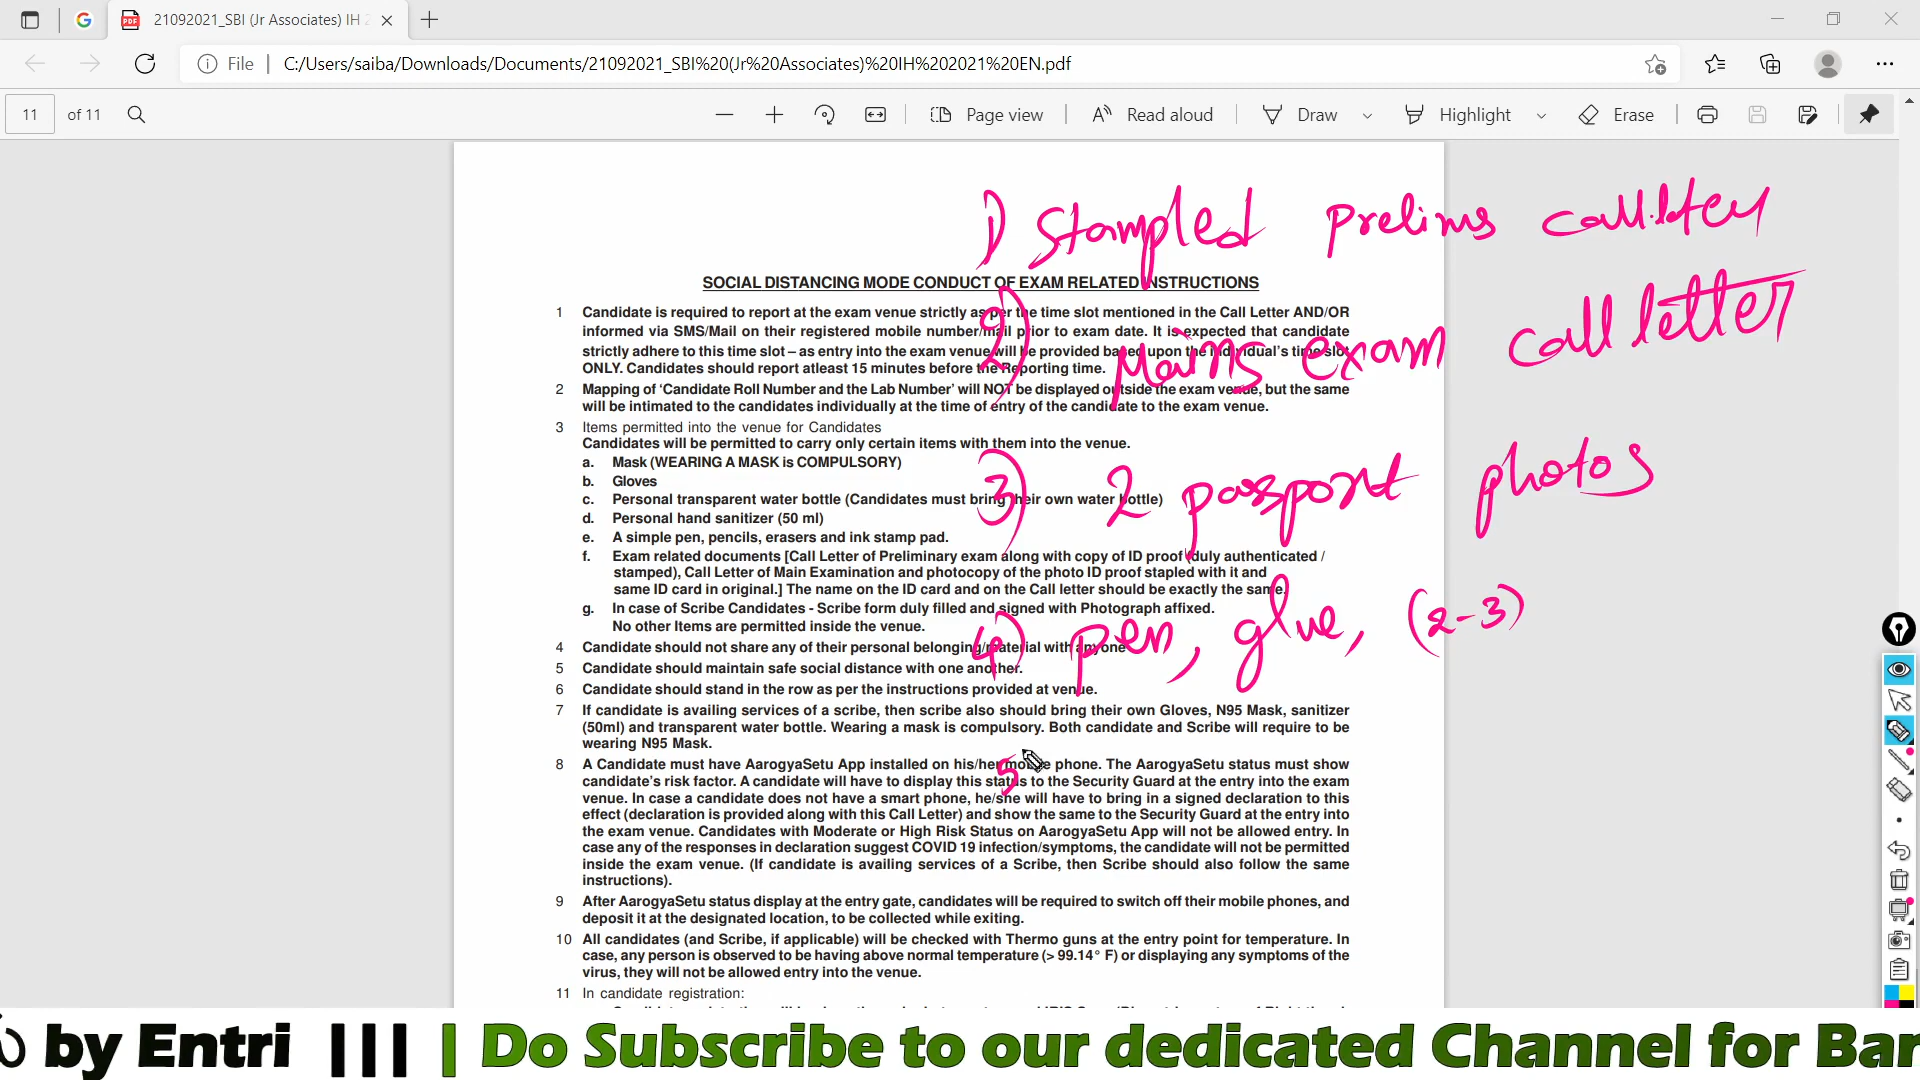 21092021_SBI (Jr Associates) IH 2
File C:/Users/saiba/Downloads/Documents/21092021_SBI%20(Jr%20Associates)%20IH%202021%20EN.pdf
11 of 11 Page view Read aloud Draw Highlight Erase
1) Stampled prelims call.letter
SOCIAL DISTANCING MODE CONDUCT OF EXAM RELATED INSTRUCTIONS
1 Candidate is required to report at the exam venue strictly as per the time slot mentioned in the Call Letter AND/OR
informed via SMS/Mail on their registered mobile number/mail prior to exam date. It is expected that candidate
strictly adhere to this time slot – as entry into the exam venue will be provided based upon the individual's time slot
ONLY. Candidates should report atleast 15 minutes before the Reporting time.
2) Mains exam call letter
2 Mapping of ‘Candidate Roll Number and the Lab Number’ will NOT be displayed outside the exam venue, but the same
will be intimated to the candidates individually at the time of entry of the candidate to the exam venue.
3 Items permitted into the venue for Candidates
Candidates will be permitted to carry only certain items with them into the venue.
a. Mask (WEARING A MASK is COMPULSORY)
b. Gloves
3) 2 passport photos
c. Personal transparent water bottle (Candidates must bring their own water bottle)
d. Personal hand sanitizer (50 ml)
e. A simple pen, pencils, erasers and ink stamp pad.
f. Exam related documents [Call Letter of Preliminary exam along with copy of ID proof (duly authenticated /
stamped), Call Letter of Main Examination and photocopy of the photo ID proof stapled with it and
same ID card in original.] The name on the ID card and on the Call letter should be exactly the same.
g. In case of Scribe Candidates - Scribe form duly filled and signed with Photograph affixed.
No other Items are permitted inside the venue.
4) pen, glue, (2-3)
4 Candidate should not share any of their personal belonging/material with anyone
5 Candidate should maintain safe social distance with one another.
6 Candidate should stand in the row as per the instructions provided at venue.
7 If candidate is availing services of a scribe, then scribe also should bring their own Gloves, N95 Mask, sanitizer
(50ml) and transparent water bottle. Wearing a mask is compulsory. Both candidate and Scribe will require to be
wearing N95 Mask.
5
8 A Candidate must have AarogyaSetu App installed on his/her mobile phone. The AarogyaSetu status must show
candidate's risk factor. A candidate will have to display this status to the Security Guard at the entry into the exam
venue. In case a candidate does not have a smart phone, he/she will have to bring in a signed declaration to this
effect (declaration is provided along with this Call Letter) and show the same to the Security Guard at the entry into
the exam venue. Candidates with Moderate or High Risk Status on AarogyaSetu App will not be allowed entry. In
case any of the responses in declaration suggest COVID 19 infection/symptoms, the candidate will not be permitted
inside the exam venue. (If candidate is availing services of a Scribe, then Scribe should also follow the same
instructions).
9 After AarogyaSetu status display at the entry gate, candidates will be required to switch off their mobile phones, and
deposit it at the designated location, to be collected while exiting.
10 All candidates (and Scribe, if applicable) will be checked with Thermo guns at the entry point for temperature. In
case, any person is observed to be having above normal temperature (> 99.14° F) or displaying any symptoms of the
virus, they will not be allowed entry into the venue.
11 In candidate registration:
by Entri ||| | Do Subscribe to our dedicated Channel for Ban